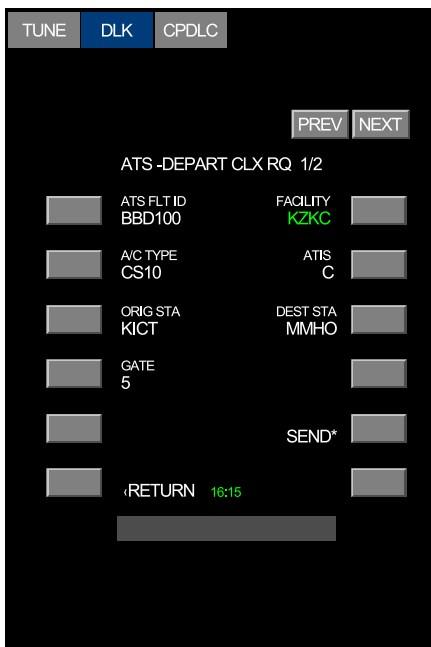 TUNE DLK CPDLC
PREV NEXT
ATS -DEPART CLX RQ 1/2
ATS FLT ID FACILITY
BBD100 KZKC
A/C TYPE ATIS
CS10 C
ORIG STA DEST STA
KICT MMHO
GATE
5
SEND*
‹RETURN 16:15